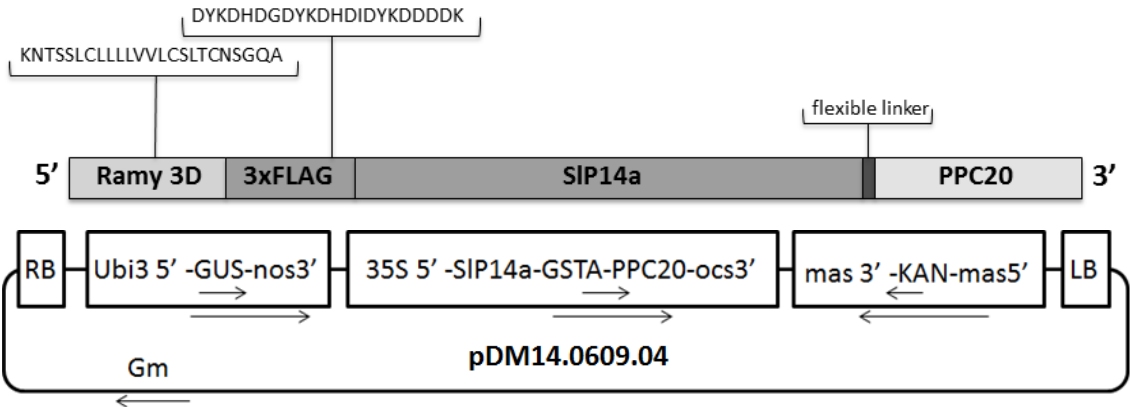 DYKDHDGDYKDHDIDYKDDDDK
KNTSSLCLLLLVVLCSLTCNSGQA
flexible linker
5’ Ramy 3D 3xFLAG SlP14a PPC20 3’
RB Ubi3 5’ -GUS-nos3’ 35S 5’ -SlP14a-GSTA-PPC20-ocs3’ mas 3’ -KAN-mas5’ LB
pDM14.0609.04
Gm